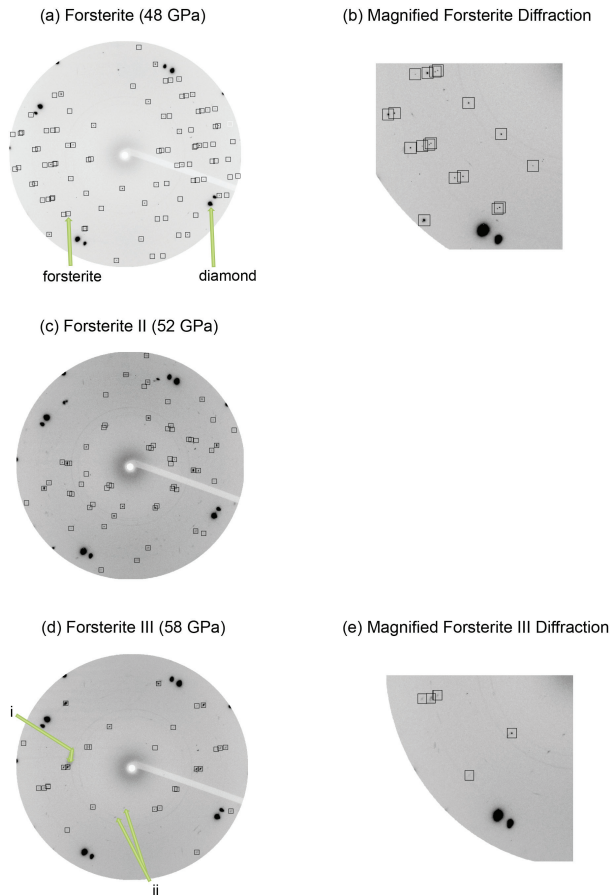 (a) Forsterite (48 GPa)
(b) Magnified Forsterite Diffraction
forsterite
diamond
(c) Forsterite II (52 GPa)
(d) Forsterite III (58 GPa)
(e) Magnified Forsterite III Diffraction
i
ii